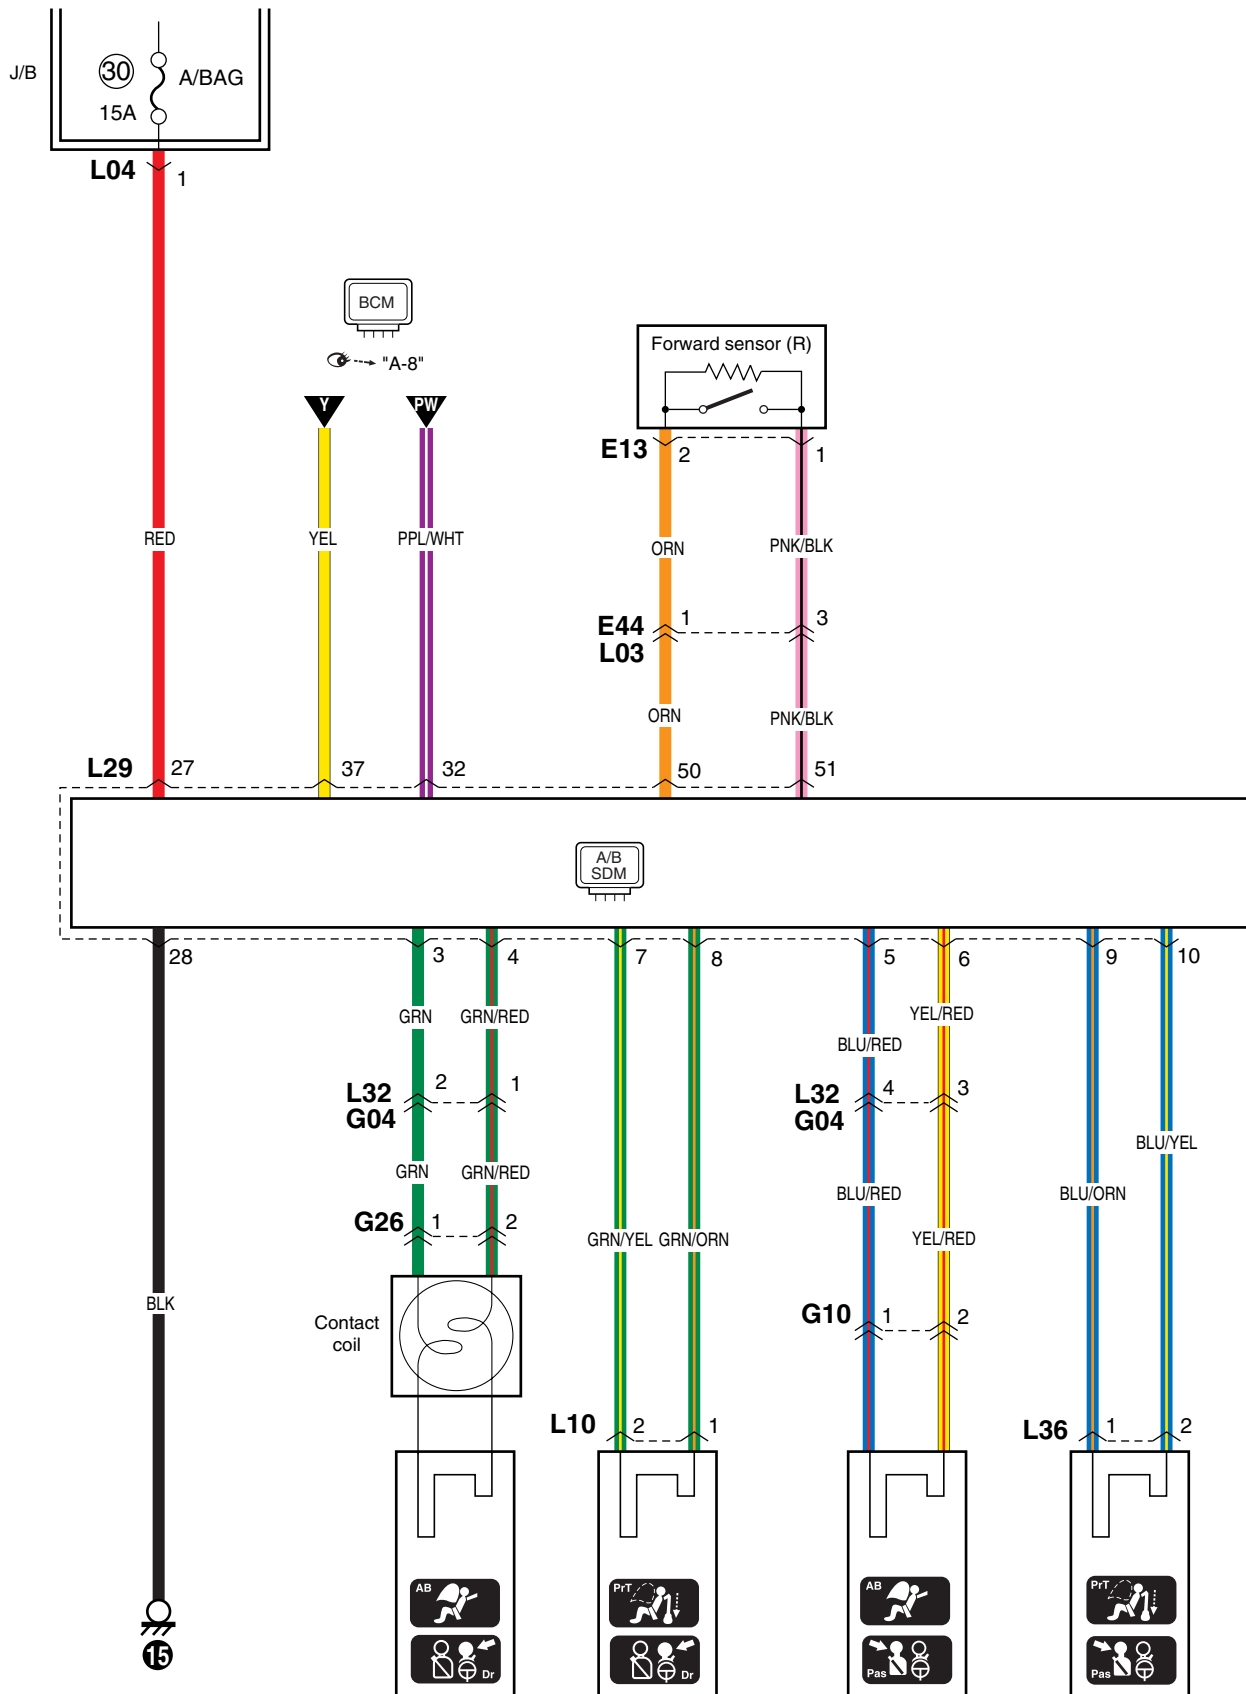 J/B
30
A/BAG
15A
L04
1
BCM
"A-8"
Y
PW
Forward sensor (R)
E13
2
1
RED
YEL
PPL/WHT
ORN
PNK/BLK
E44
1
3
L03
ORN
PNK/BLK
L29
27
37
32
50
51
A/B
SDM
28
3
4
7
8
5
6
9
10
GRN
GRN/RED
YEL/RED
BLU/RED
L32
2
1
G04
L32
4
3
G04
BLU/YEL
GRN
GRN/RED
BLU/RED
BLU/ORN
G26
1
2
GRN/YEL
GRN/ORN
YEL/RED
BLK
Contact
coil
G10
1
2
L10
2
1
L36
1
2
AB
PrT
AB
PrT
15
Dr
Dr
Pas
Pas